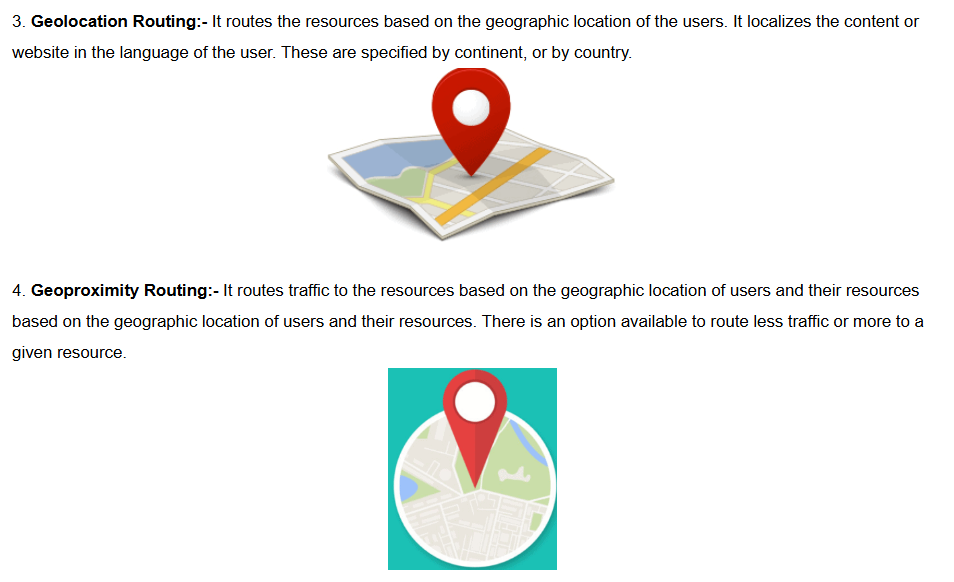 3. Geolocation Routing:- It routes the resources based on the geographic location of the users. It localizes the content or
website in the language of the user. These are specified by continent, or by country.
4. Geoproximity Routing:- It routes traffic to the resources based on the geographic location of users and their resources
based on the geographic location of users and their resources. There is an option available to route less traffic or more to a
given resource.